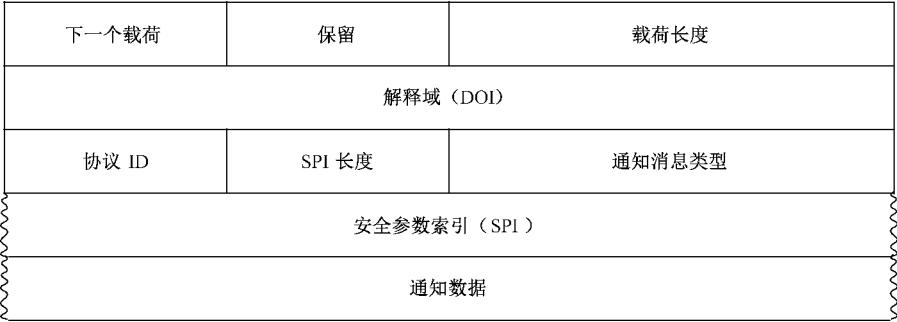 下一个载荷 保留 载荷长度
解释域（DOI）
协议 ID SPI 长度 通知消息类型
安全参数索引（SPI）
通知数据